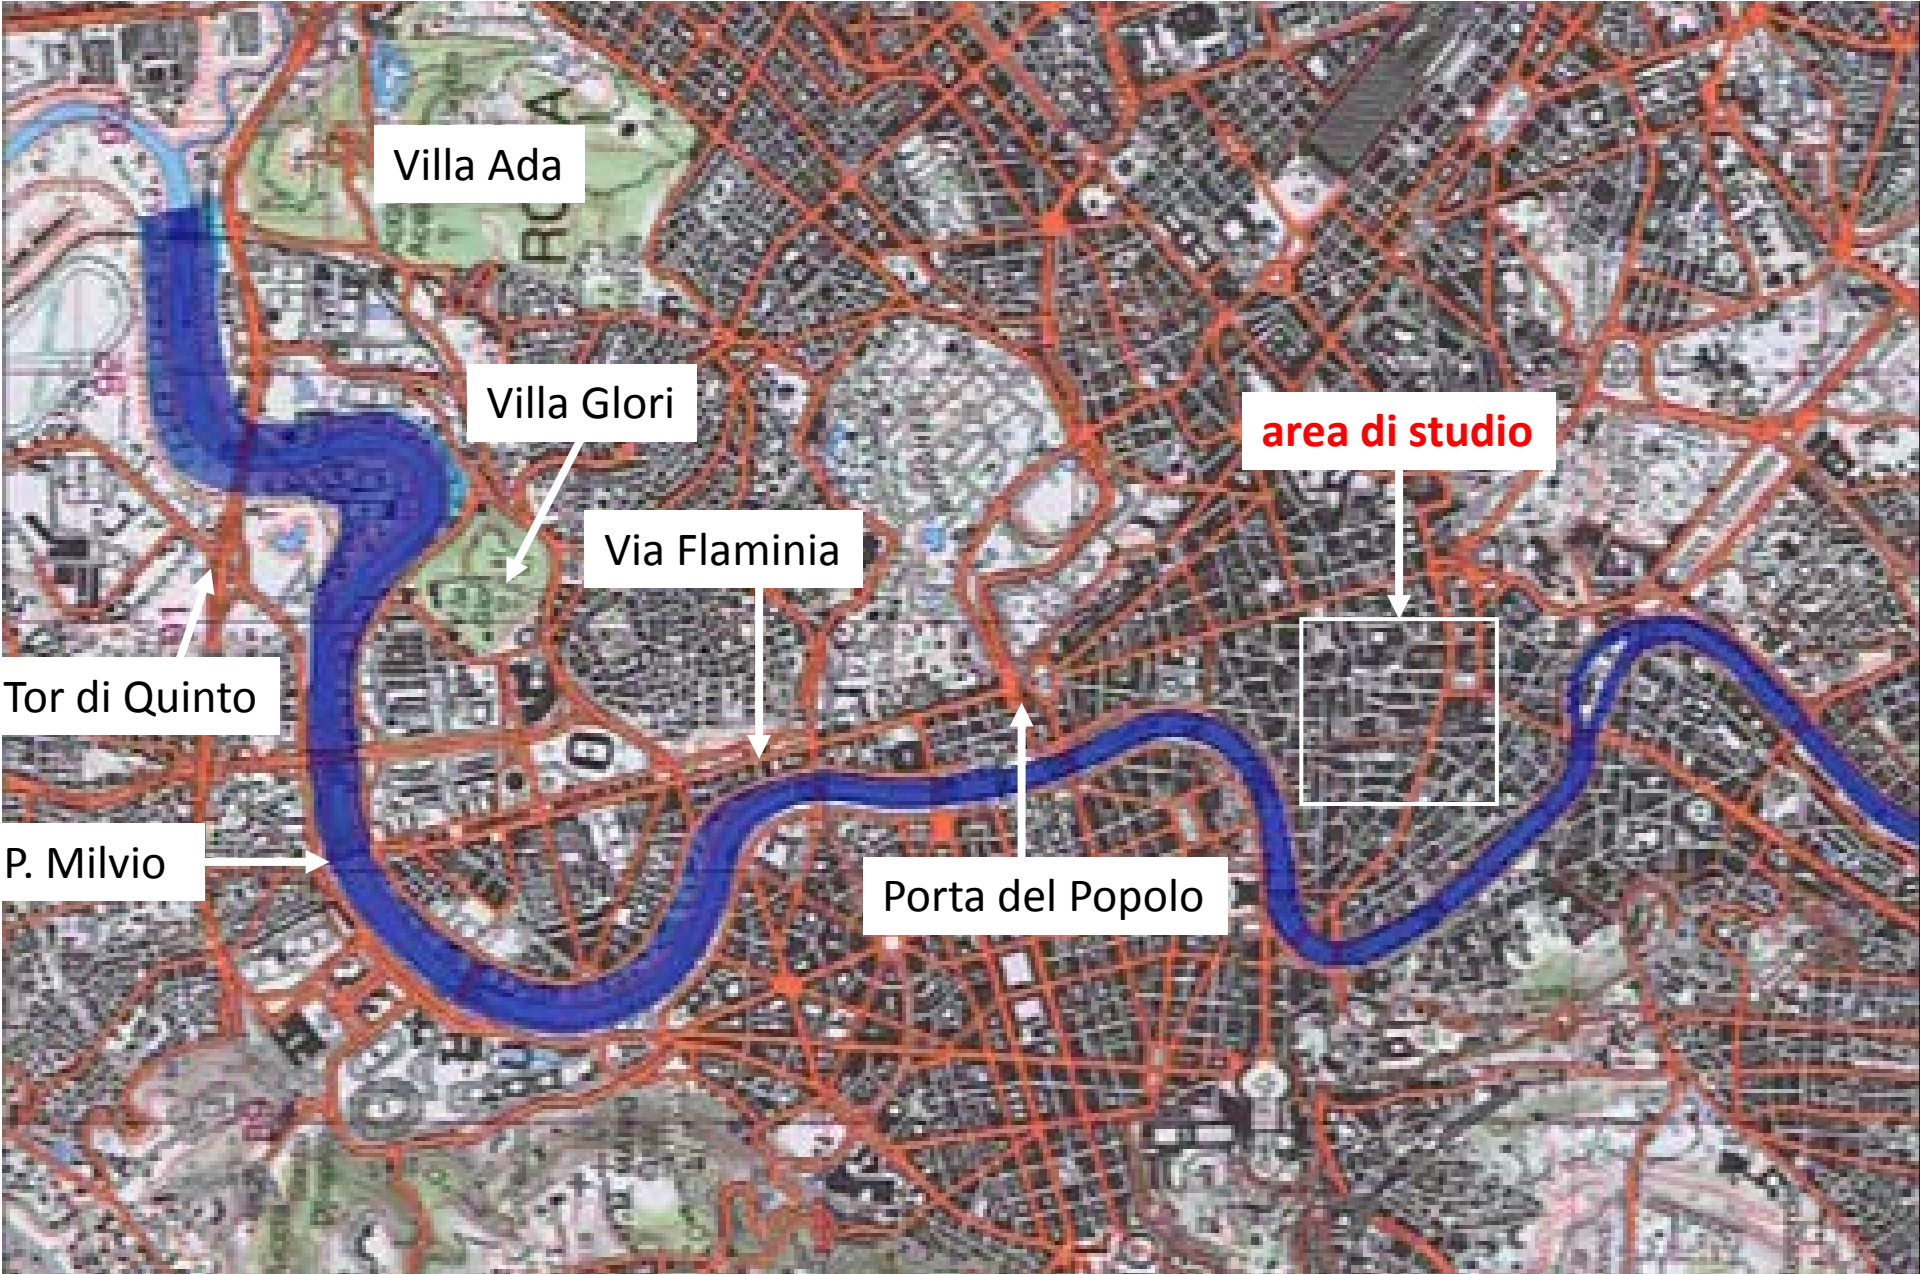 Villa Ada
Villa Glori
area di studio
Via Flaminia
Tor di Quinto
P. Milvio
Porta del Popolo